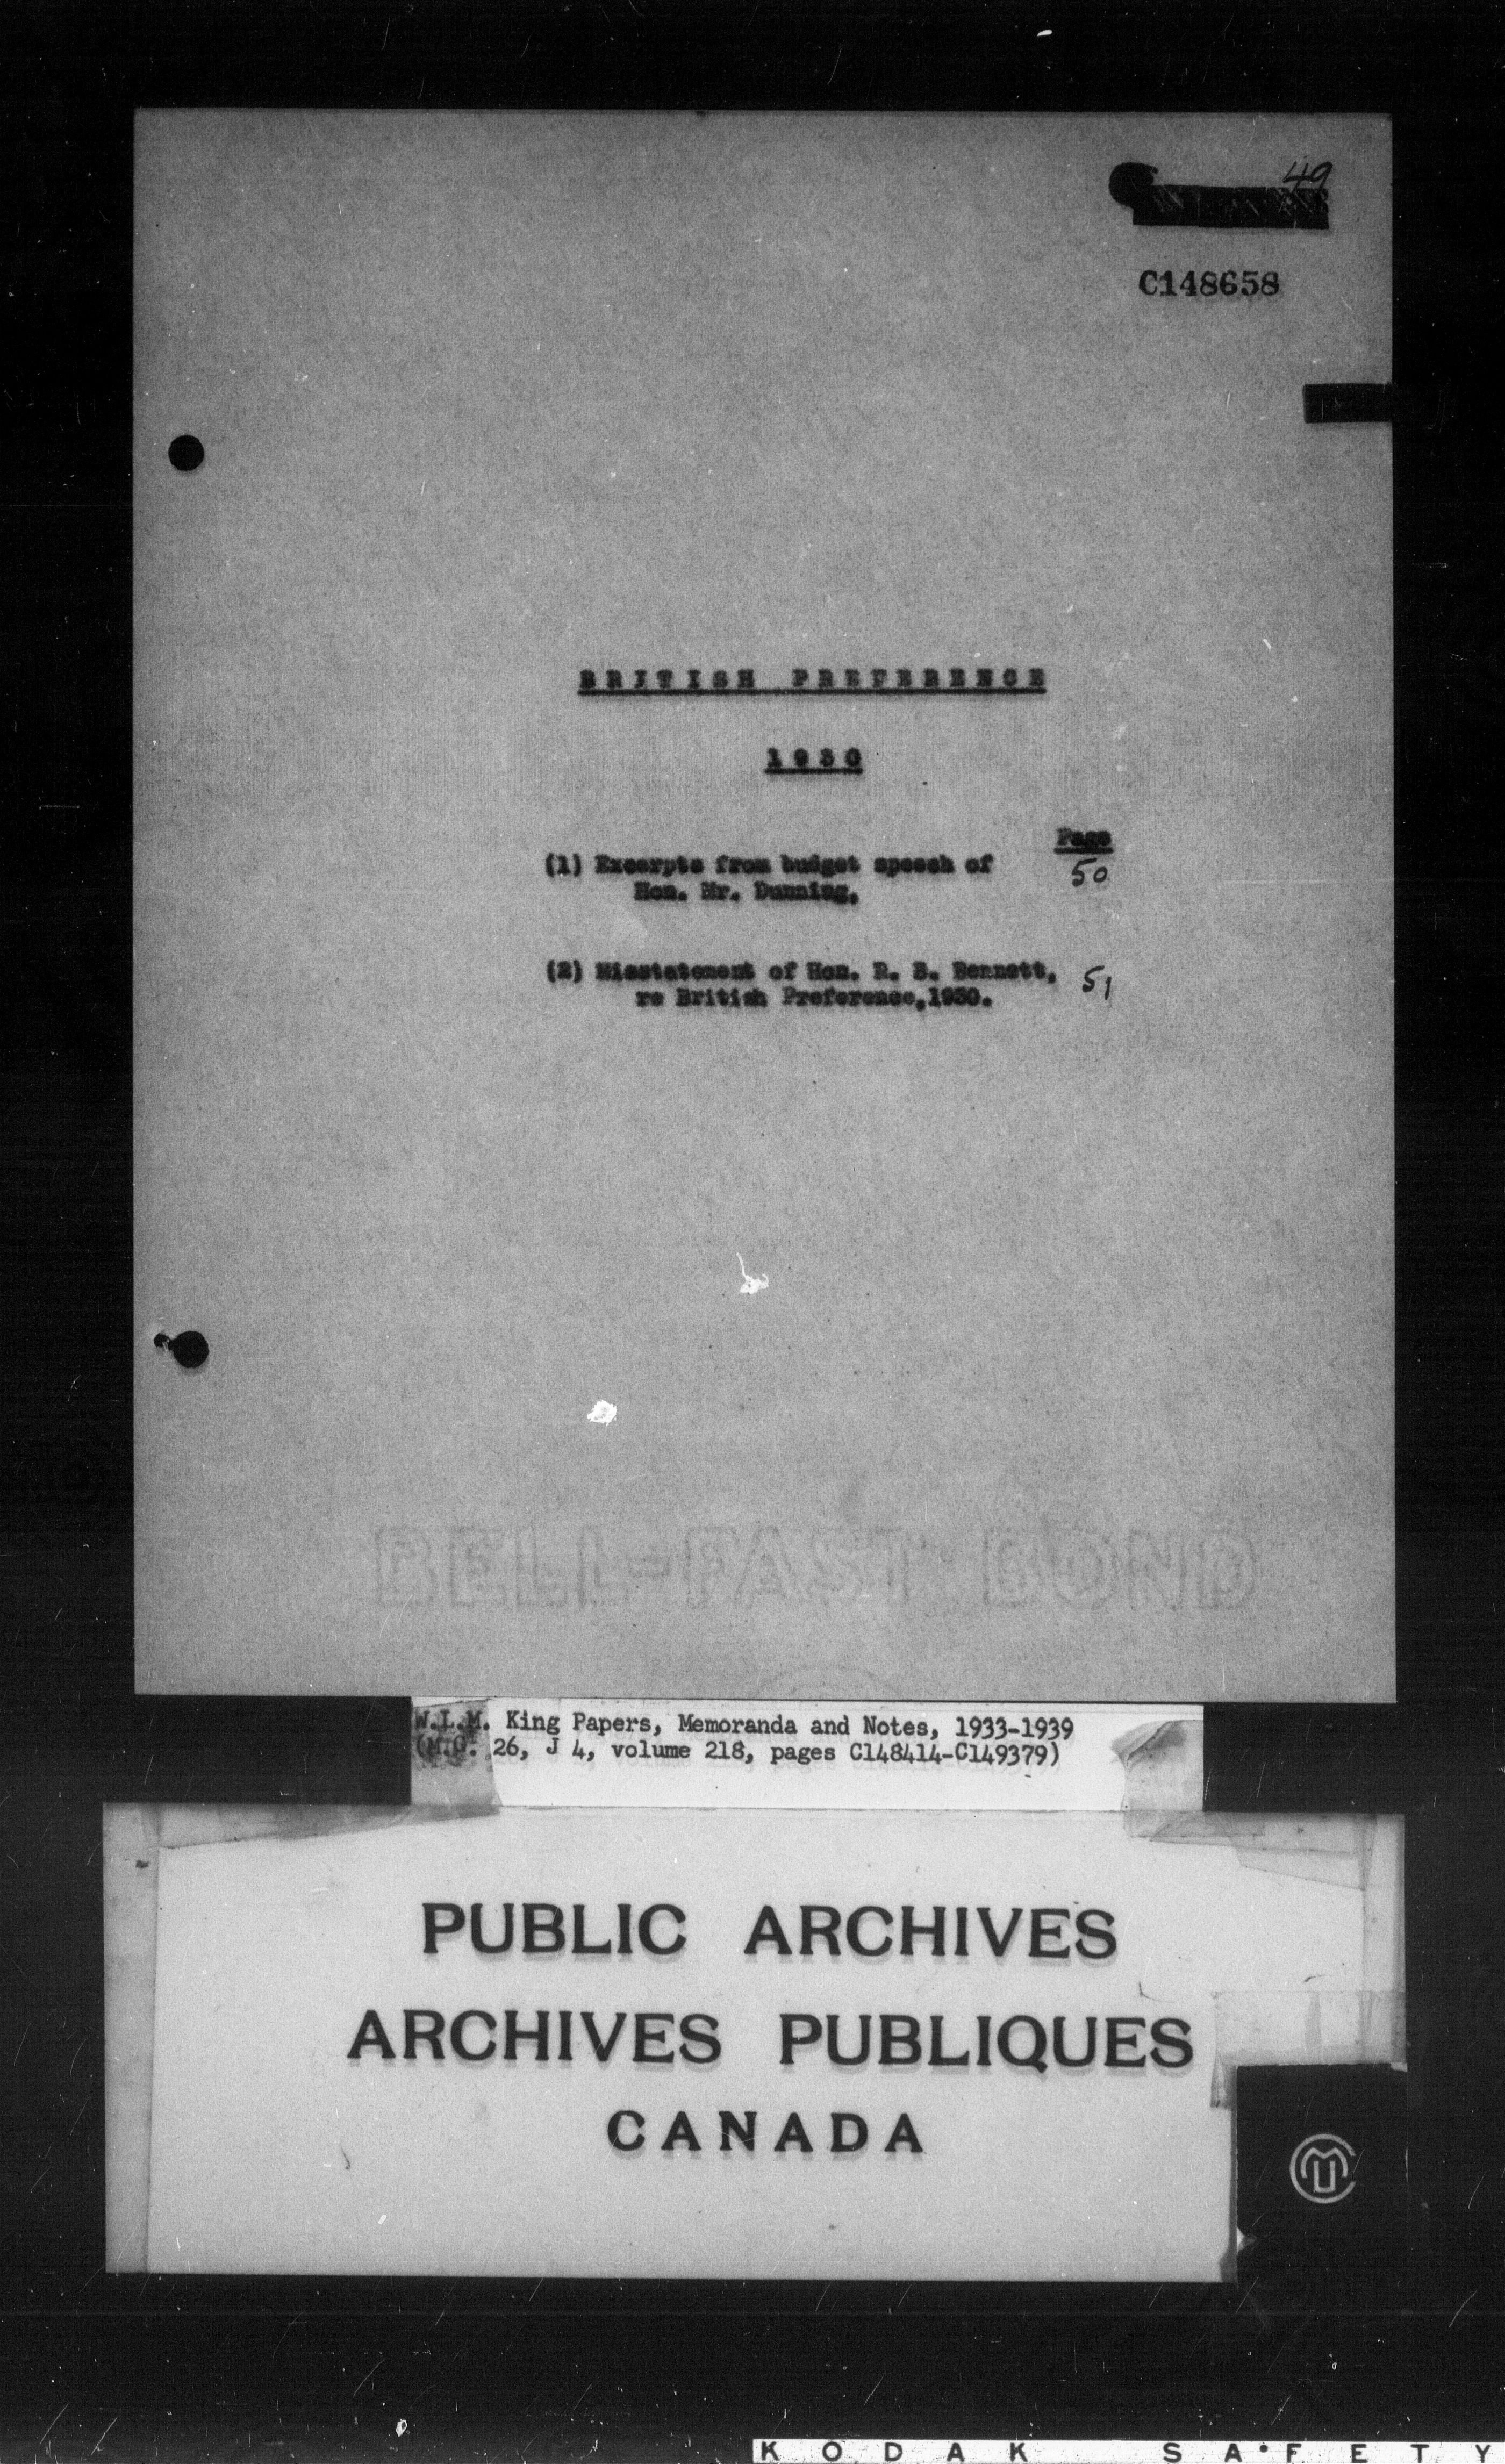 49
C148658
BRITISH PREFERENCE
1930
Page
(1) Excerpts from budget speech of 50
Hon. Mr. Dunning,
(2) Misstatement of Hon. R. B. Bennett, 51
re British Preference,1930.
BELL-FAST BOND
W.L.M. King Papers, Memoranda and Notes, 1933-1939
(M.G. 26, J 4, volume 218, pages C148414-C149379)
PUBLIC ARCHIVES
ARCHIVES PUBLIQUES
CANADA
KODAK SAFETY